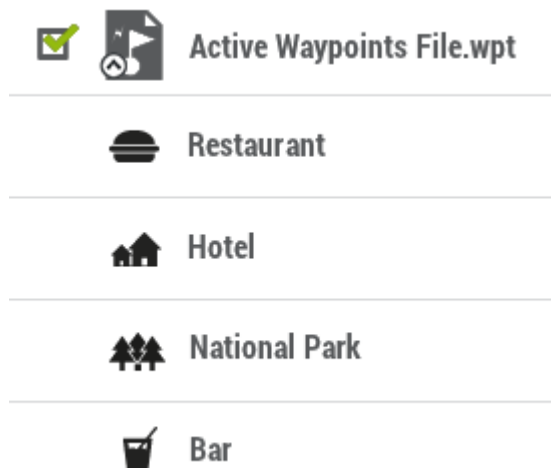 Active Waypoints File.wpt
Restaurant
Hotel
National Park
Bar